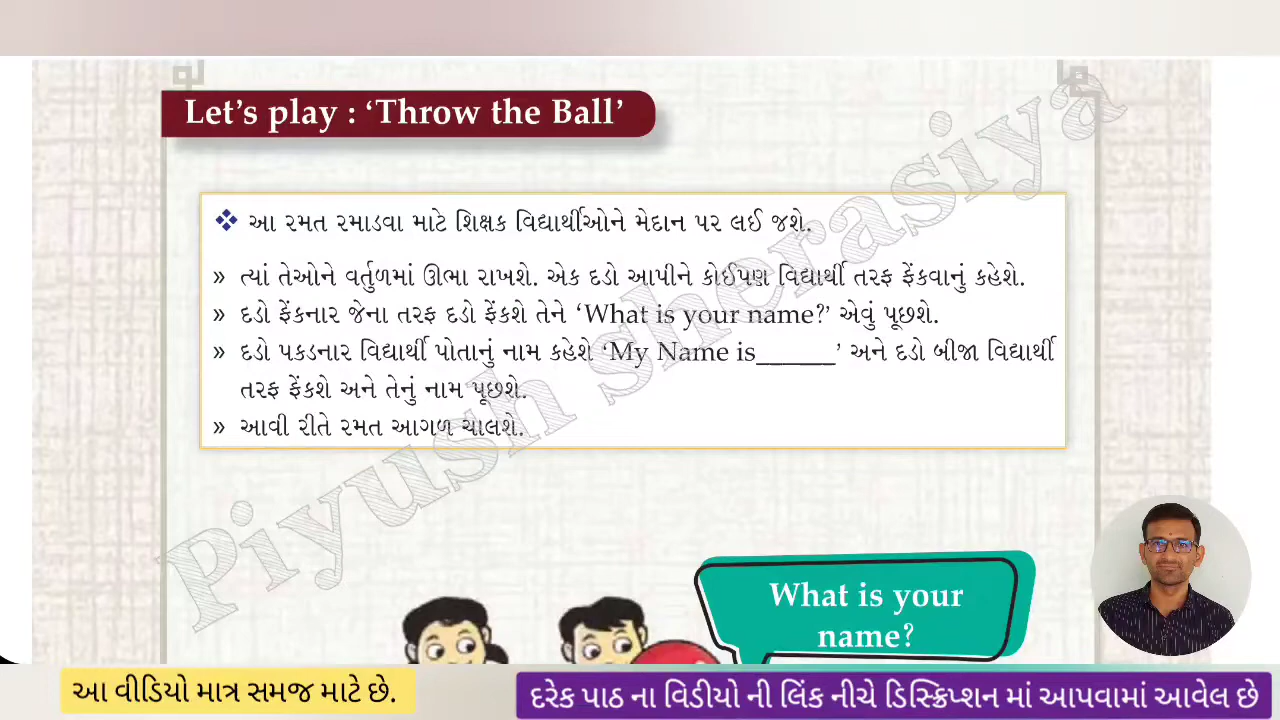 Let's play : 'Throw the Ball'
❖ આ રમત રમાડવા માટે શિક્ષક વિદ્યાર્થીઓને મેદાન પર લઈ જશે.
» ત્યાં તેઓને વર્તુળમાં ઊભા રાખશે. એક દડો આપીને કોઈપણ વિદ્યાર્થી તરફ ફેંકવાનું કહેશે.
» દડો ફેંકનાર જેના તરફ દડો ફેંકશે તેને 'What is your name?' એવું પૂછશે.
» દડો પકડનાર વિદ્યાર્થી પોતાનું નામ કહેશે 'My Name is______' અને દડો બીજા વિદ્યાર્થી
તરફ ફેંકશે અને તેનું નામ પૂછશે.
» આવી રીતે રમત આગળ ચાલશે.
Piyush sherasiya
What is your
name?
આ વીડિયો માત્ર સમજ માટે છે.
દરેક પાઠ ના વિડીયો ની લિંક નીચે ડિસ્ક્રિપ્શન માં આપવામાં આવેલ છે